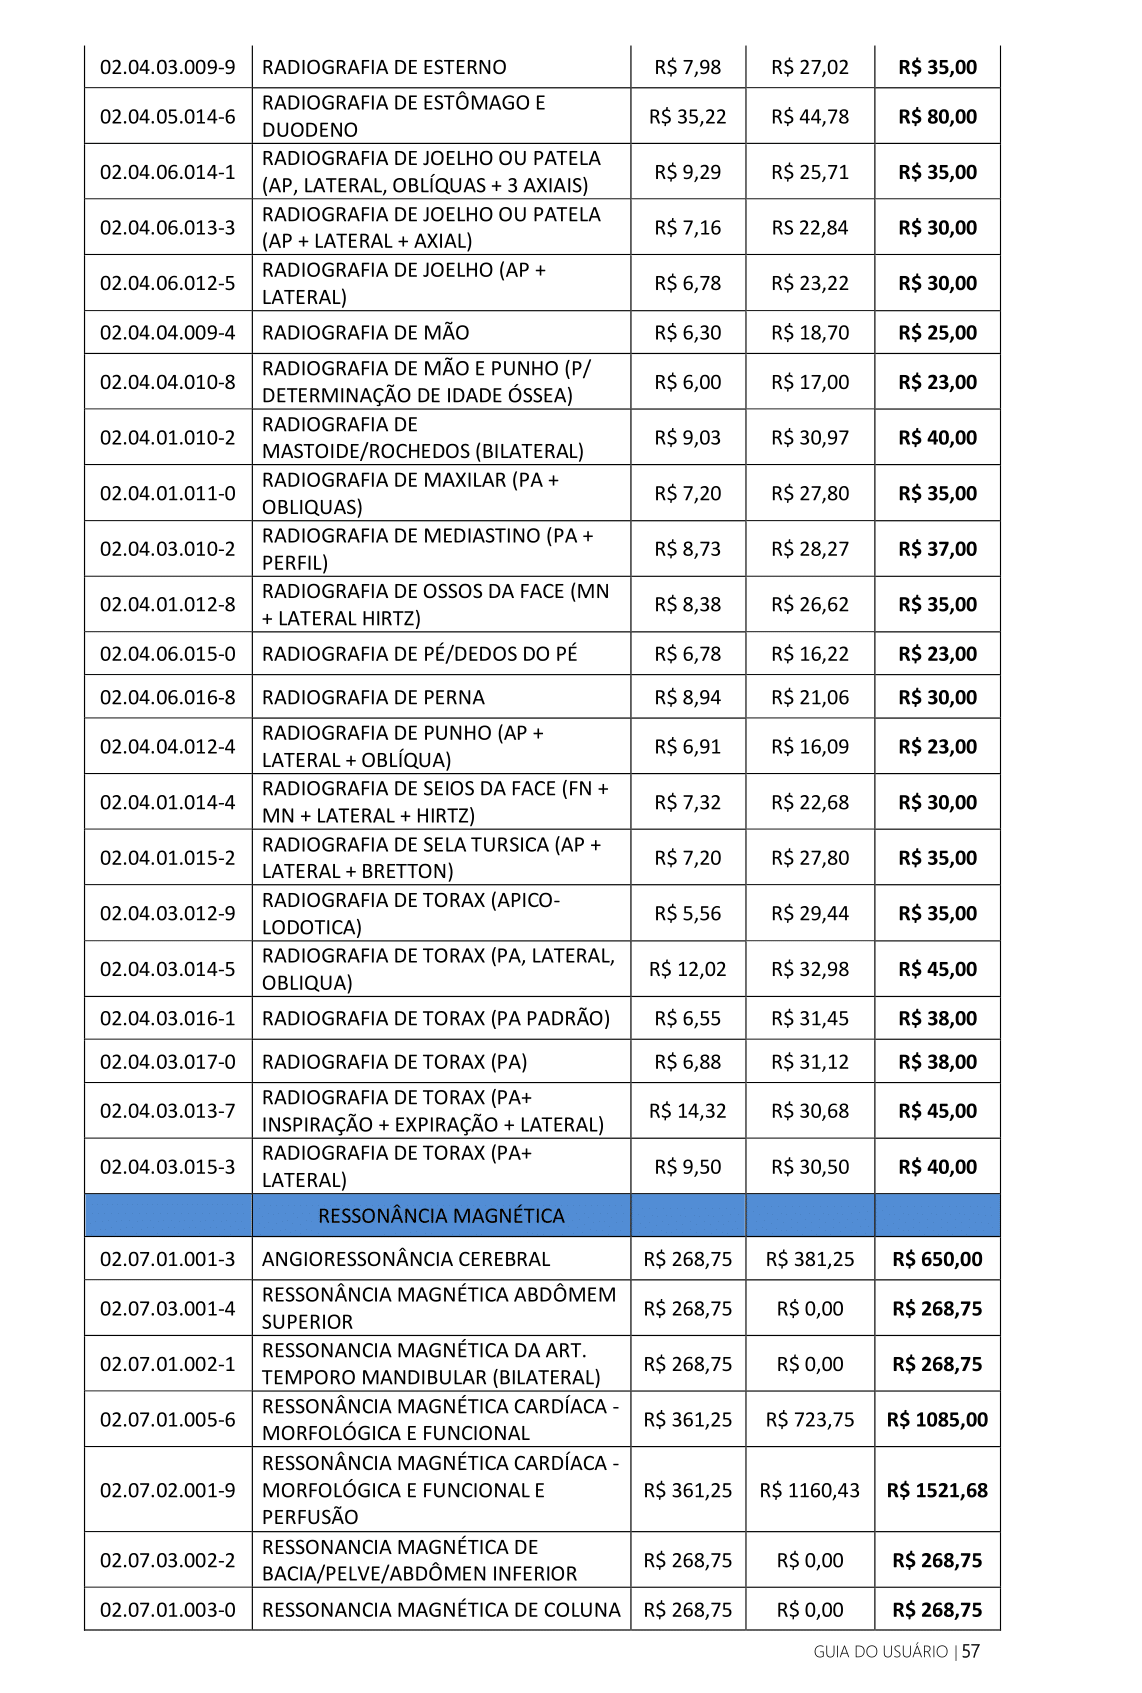 02.04.03.009-9 RADIOGRAFIA DE ESTERNO R$ 7,98 R$ 27,02 R$ 35,00
RADIOGRAFIA DE ESTÔMAGO E
02.04.05.014-6 R$ 35,22 R$ 44,78 R$ 80,00
DUODENO
RADIOGRAFIA DE JOELHO OU PATELA
02.04.06.014-1 R$ 9,29 R$ 25,71 R$ 35,00
(AP, LATERAL, OBLÍQUAS + 3 AXIAIS)
RADIOGRAFIA DE JOELHO OU PATELA
02.04.06.013-3 R$ 7,16 RS 22,84 R$ 30,00
(AP + LATERAL + AXIAL)
RADIOGRAFIA DE JOELHO (AP +
02.04.06.012-5 R$ 6,78 R$ 23,22 R$ 30,00
LATERAL)
02.04.04.009-4 RADIOGRAFIA DE MÃO R$ 6,30 R$ 18,70 R$ 25,00
RADIOGRAFIA DE MÃO E PUNHO (P/
02.04.04.010-8 R$ 6,00 R$ 17,00 R$ 23,00
DETERMINAÇÃO DE IDADE ÓSSEA)
RADIOGRAFIA DE
02.04.01.010-2 R$ 9,03 R$ 30,97 R$ 40,00
MASTOIDE/ROCHEDOS (BILATERAL)
RADIOGRAFIA DE MAXILAR (PA +
02.04.01.011-0 R$ 7,20 R$ 27,80 R$ 35,00
OBLIQUAS)
RADIOGRAFIA DE MEDIASTINO (PA +
02.04.03.010-2 R$ 8,73 R$ 28,27 R$ 37,00
PERFIL)
RADIOGRAFIA DE OSSOS DA FACE (MN
02.04.01.012-8 R$ 8,38 R$ 26,62 R$ 35,00
+ LATERAL HIRTZ)
02.04.06.015-0 RADIOGRAFIA DE PÉ/DEDOS DO PÉ R$ 6,78 R$ 16,22 R$ 23,00
02.04.06.016-8 RADIOGRAFIA DE PERNA R$ 8,94 R$ 21,06 R$ 30,00
RADIOGRAFIA DE PUNHO (AP +
02.04.04.012-4 R$ 6,91 R$ 16,09 R$ 23,00
LATERAL + OBLÍQUA)
RADIOGRAFIA DE SEIOS DA FACE (FN +
02.04.01.014-4 R$ 7,32 R$ 22,68 R$ 30,00
MN + LATERAL + HIRTZ)
RADIOGRAFIA DE SELA TURSICA (AP +
02.04.01.015-2 R$ 7,20 R$ 27,80 R$ 35,00
LATERAL + BRETTON)
RADIOGRAFIA DE TORAX (APICO-
02.04.03.012-9 R$ 5,56 R$ 29,44 R$ 35,00
LODOTICA)
RADIOGRAFIA DE TORAX (PA, LATERAL,
02.04.03.014-5 R$ 12,02 R$ 32,98 R$ 45,00
OBLIQUA)
02.04.03.016-1 RADIOGRAFIA DE TORAX (PA PADRÃO) R$ 6,55 R$ 31,45 R$ 38,00
02.04.03.017-0 RADIOGRAFIA DE TORAX (PA) R$ 6,88 R$ 31,12 R$ 38,00
RADIOGRAFIA DE TORAX (PA+
02.04.03.013-7 R$ 14,32 R$ 30,68 R$ 45,00
INSPIRAÇÃO + EXPIRAÇÃO + LATERAL)
RADIOGRAFIA DE TORAX (PA+
02.04.03.015-3 R$ 9,50 R$ 30,50 R$ 40,00
LATERAL)
RESSONÂNCIA MAGNÉTICA
02.07.01.001-3 ANGIORESSONÂNCIA CEREBRAL R$ 268,75 R$ 381,25 R$ 650,00
RESSONÂNCIA MAGNÉTICA ABDÔMEM
02.07.03.001-4 R$ 268,75 R$ 0,00 R$ 268,75
SUPERIOR
RESSONANCIA MAGNÉTICA DA ART.
02.07.01.002-1 R$ 268,75 R$ 0,00 R$ 268,75
TEMPORO MANDIBULAR (BILATERAL)
RESSONÂNCIA MAGNÉTICA CARDÍACA -
02.07.01.005-6 R$ 361,25 R$ 723,75 R$ 1085,00
MORFOLÓGICA E FUNCIONAL
RESSONÂNCIA MAGNÉTICA CARDÍACA -
02.07.02.001-9 MORFOLÓGICA E FUNCIONAL E R$ 361,25 R$ 1160,43 R$ 1521,68
PERFUSÃO
RESSONANCIA MAGNÉTICA DE
02.07.03.002-2 R$ 268,75 R$ 0,00 R$ 268,75
BACIA/PELVE/ABDÔMEN INFERIOR
02.07.01.003-0 RESSONANCIA MAGNÉTICA DE COLUNA R$ 268,75 R$ 0,00 R$ 268,75
GUIA DO USUÁRIO | 57